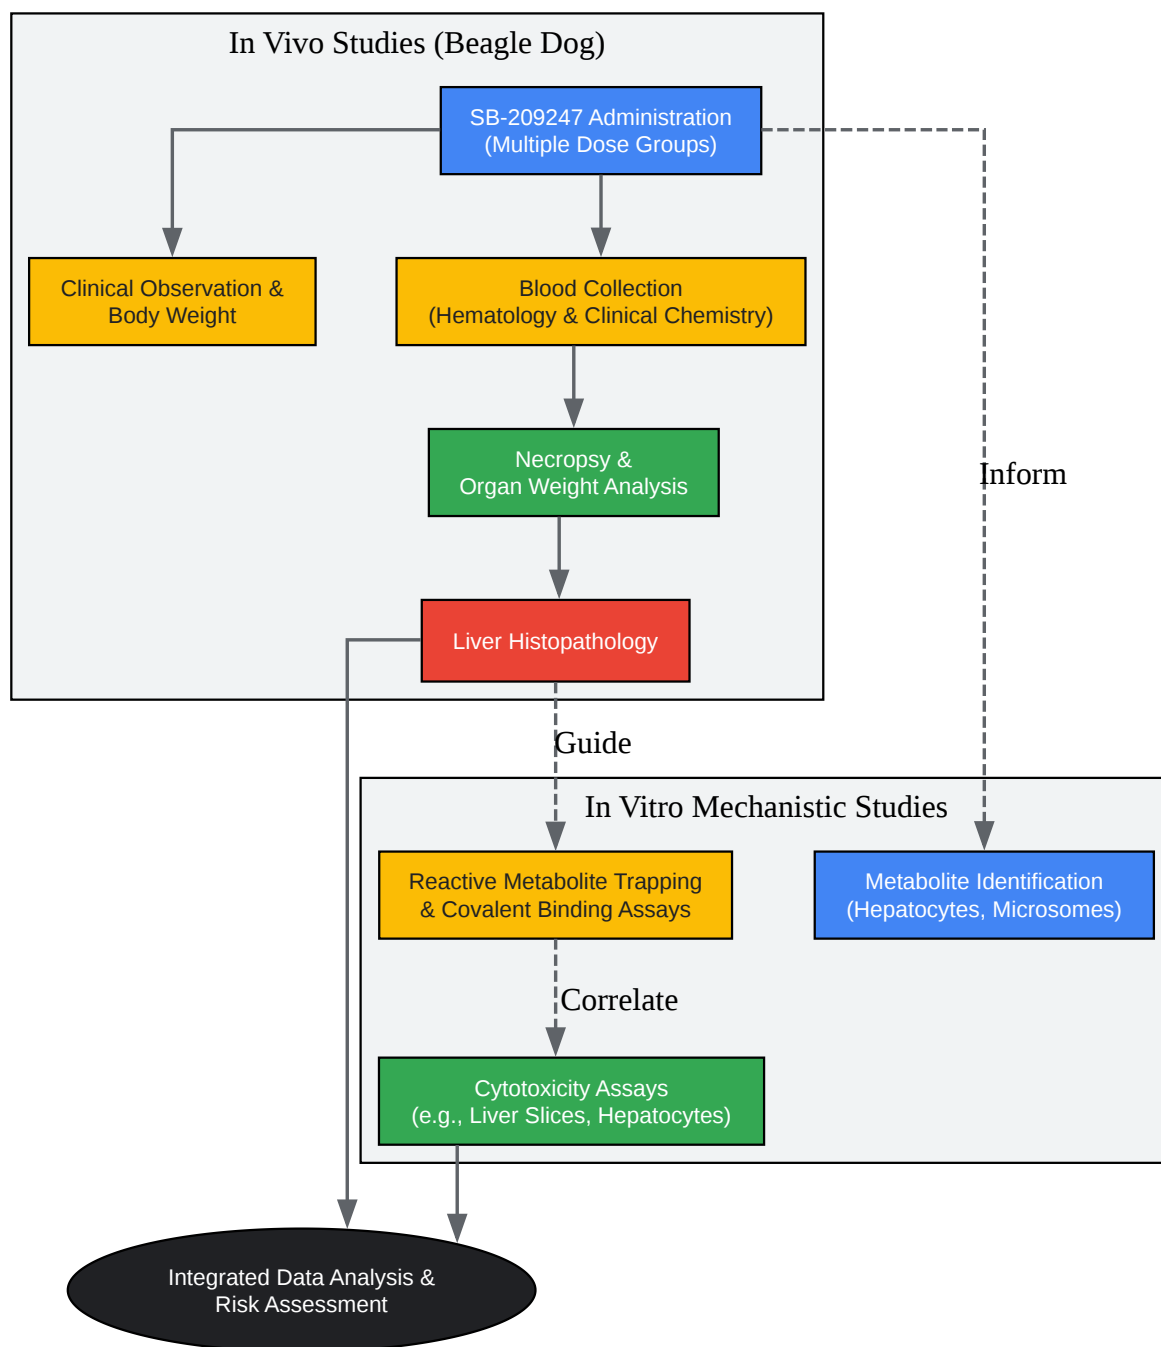 In Vivo Studies (Beagle Dog)
SB-209247 Administration
(Multiple Dose Groups)
Clinical Observation &
Body Weight
Blood Collection
(Hematology & Clinical Chemistry)
Necropsy &
Organ Weight Analysis
Inform
Liver Histopathology
Guide
In Vitro Mechanistic Studies
Reactive Metabolite Trapping
& Covalent Binding Assays
Metabolite Identification
(Hepatocytes, Microsomes)
Correlate
Cytotoxicity Assays
(e.g., Liver Slices, Hepatocytes)
Integrated Data Analysis &
Risk Assessment